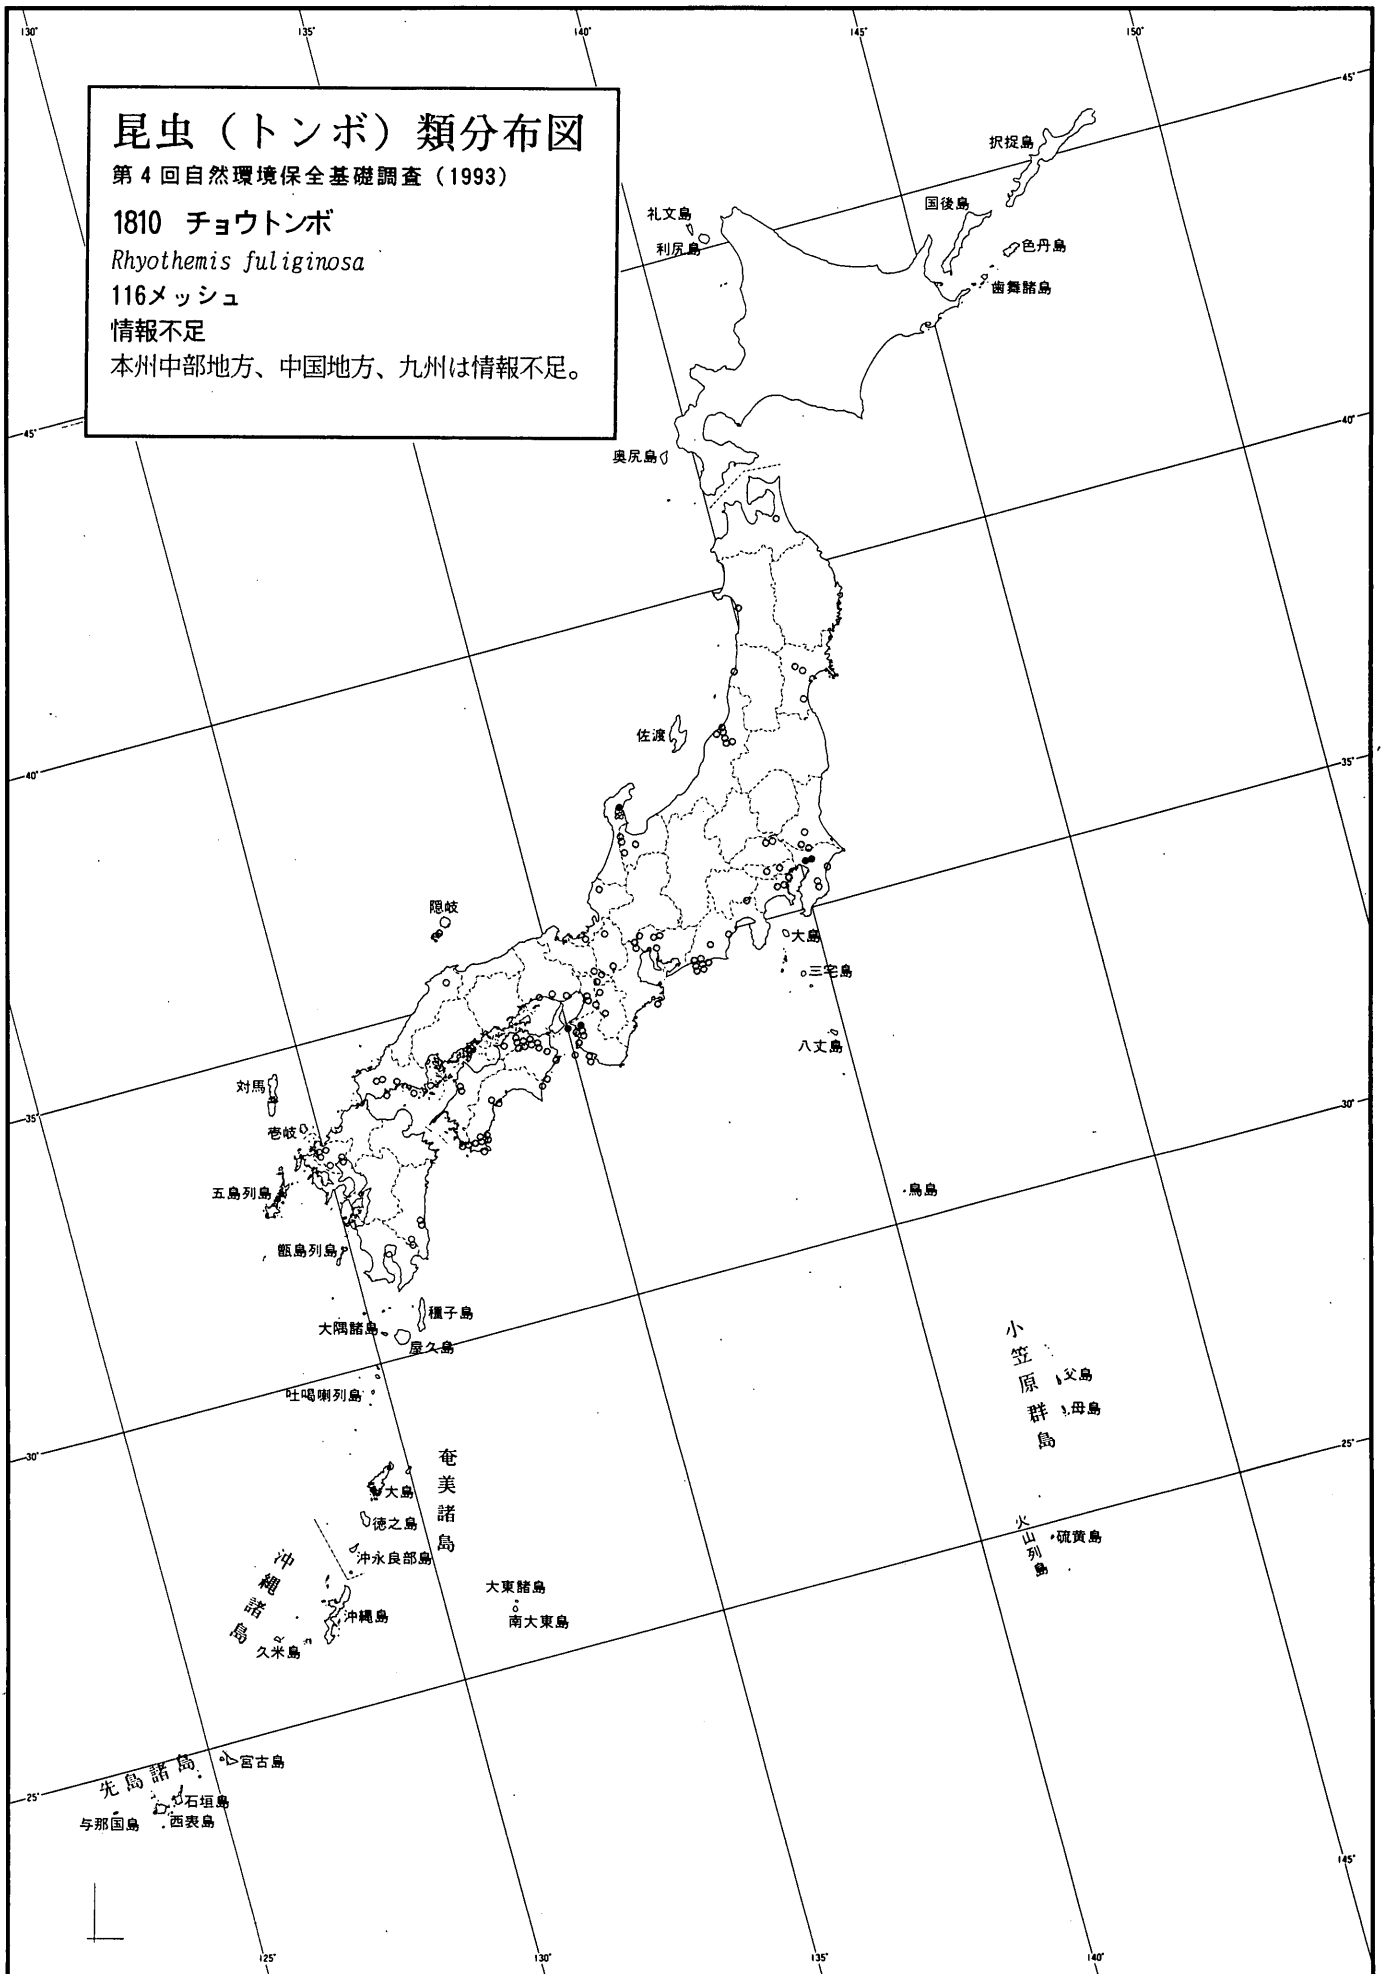 130°
135°
140°
145°
150°
45°
昆虫（トンボ）類分布図
第4回自然環境保全基礎調査（1993）
1810 チョウトンボ
Rhyothemis fuliginosa
116メッシュ
情報不足
本州中部地方、中国地方、九州は情報不足。
択捉島
国後島
色丹島
歯舞諸島
礼文島
利尻島
45°
40°
奥尻島
佐渡
40°
35°
隠岐
大島
三宅島
八丈島
対馬
壱岐
35°
30°
五島列島
甑島列島
鳥島
種子島
大隅諸島
屋久島
吐噶喇列島
小笠原群島
父島
母島
30°
25°
奄美諸島
大島
徳之島
沖永良部島
沖縄諸島
沖縄島
久米島
大東諸島
南大東島
火山列島
硫黄島
先島諸島
宮古島
石垣島
西表島
与那国島
25°
145°
125°
130°
135°
140°